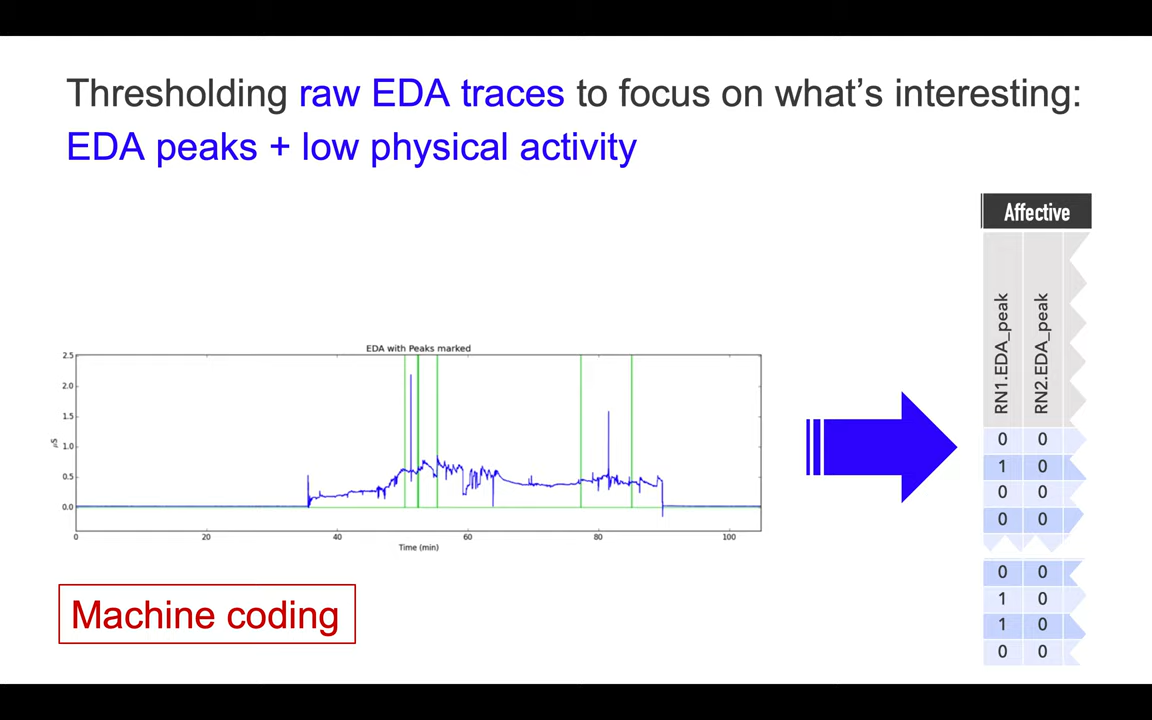 Thresholding raw EDA traces to focus on what’s interesting:
EDA peaks + low physical activity
Affective
RN1.EDA_peak
RN2.EDA_peak
0 0
1 0
0 0
0 0
0 0
1 0
1 0
0 0
EDA with Peaks marked
2.5
2.0
1.5
1.0
0.5
0.0
μS
0 20 40 60 80 100
Time (min)
Machine coding